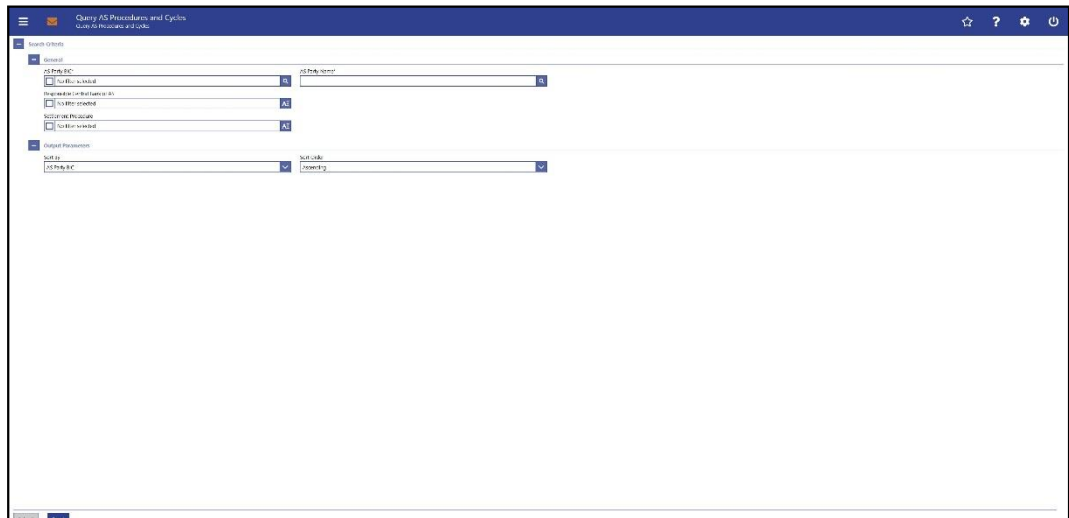 Query AS Procedures and Cycles
Query AS Procedures and Cycles
Search Criteria
General
AS Party BIC* AS Party Name*
No filter selected
Responsible Central Bank of AS
No filter selected
Settlement Procedure
No filter selected
Output Parameters
Sort By Sort Order
AS Party BIC Ascending